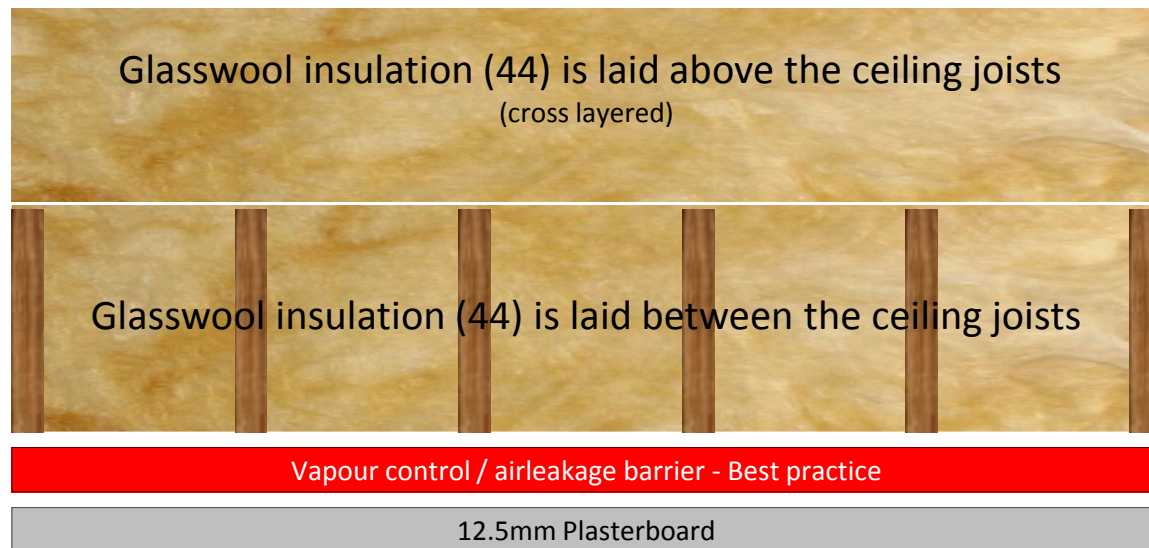 Glasswool insulation (44) is laid above the ceiling joists
(cross layered)
Glasswool insulation (44) is laid between the ceiling joists
Vapour control / airleakage barrier - Best practice
12.5mm Plasterboard